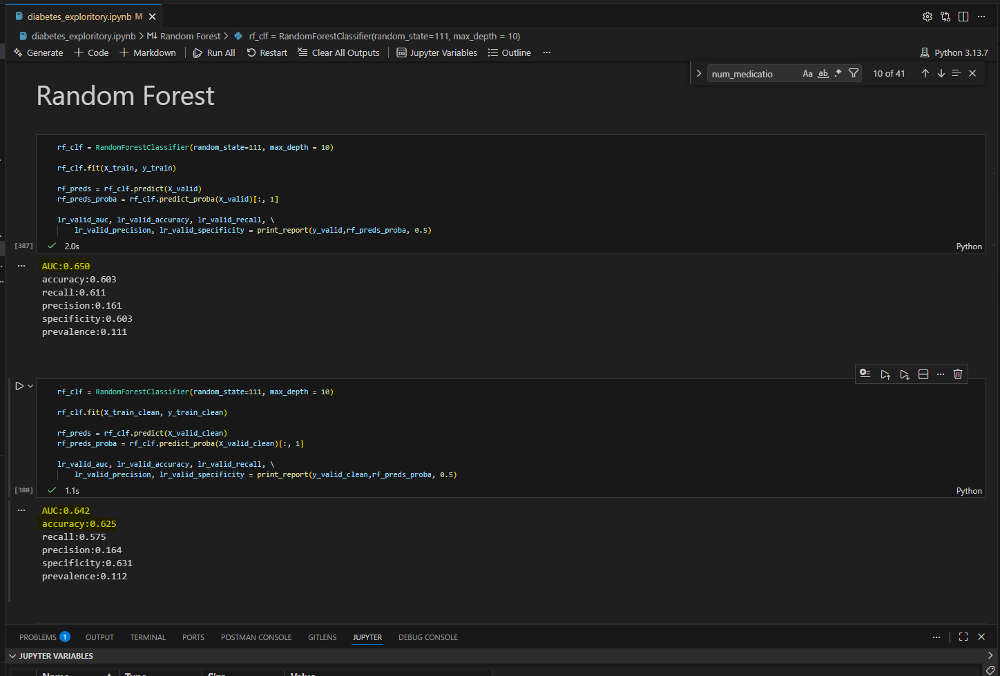 diabetes_exploritory.ipynb M
diabetes_exploritory.ipynb > M↓ Random Forest > rf_clf = RandomForestClassifier(random_state=111, max_depth = 10)
Generate + Code + Markdown Run All Restart Clear All Outputs Jupyter Variables Outline ... Python 3.13.7
num_medicatio Aa ab .* 10 of 41
Random Forest
rf_clf = RandomForestClassifier(random_state=111, max_depth = 10)
rf_clf.fit(X_train, y_train)
rf_preds = rf_clf.predict(X_valid)
rf_preds_proba = rf_clf.predict_proba(X_valid)[:, 1]
lr_valid_auc, lr_valid_accuracy, lr_valid_recall, \
lr_valid_precision, lr_valid_specificity = print_report(y_valid,rf_preds_proba, 0.5)
[387] 2.0s Python
AUC:0.650
accuracy:0.603
recall:0.611
precision:0.161
specificity:0.603
prevalence:0.111
rf_clf = RandomForestClassifier(random_state=111, max_depth = 10)
rf_clf.fit(X_train_clean, y_train_clean)
rf_preds = rf_clf.predict(X_valid_clean)
rf_preds_proba = rf_clf.predict_proba(X_valid_clean)[:, 1]
lr_valid_auc, lr_valid_accuracy, lr_valid_recall, \
lr_valid_precision, lr_valid_specificity = print_report(y_valid_clean,rf_preds_proba, 0.5)
[388] 1.1s Python
AUC:0.642
accuracy:0.625
recall:0.575
precision:0.164
specificity:0.631
prevalence:0.112
PROBLEMS 1 OUTPUT TERMINAL PORTS POSTMAN CONSOLE GITLENS JUPYTER DEBUG CONSOLE
JUPYTER VARIABLES
Name Type Size Value